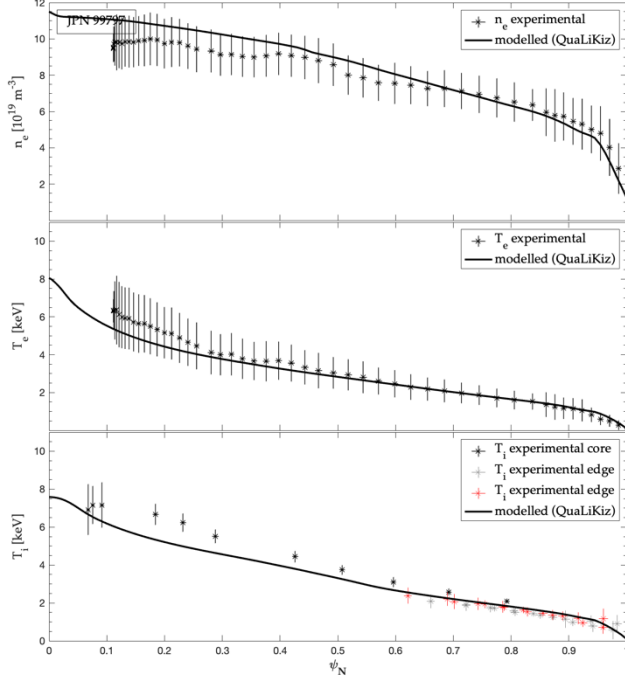 12
JPN 99797
n_e experimental
modelled (QuaLiKiz)
10
8
6
4
2
n_e [10^19 m^-3]
10
T_e experimental
modelled (QuaLiKiz)
8
6
4
2
T_e [keV]
10
T_i experimental core
T_i experimental edge
T_i experimental edge
modelled (QuaLiKiz)
8
6
4
2
0
T_i [keV]
0 0.1 0.2 0.3 0.4 0.5 0.6 0.7 0.8 0.9
ψ_N